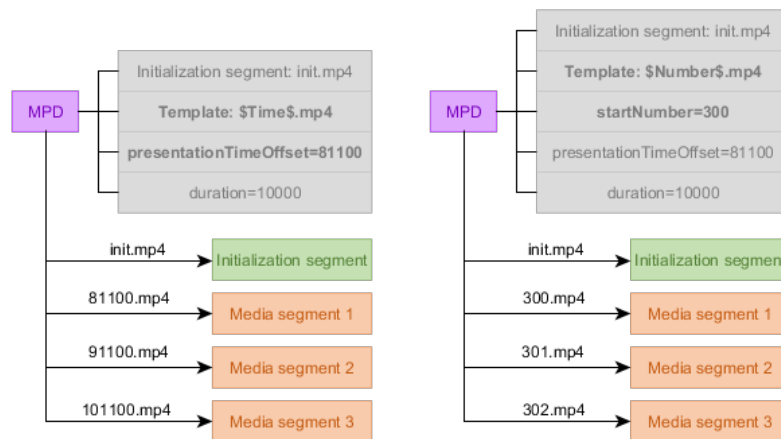 Initialization segment: init.mp4
MPD
Template: $Time$.mp4
presentationTimeOffset=81100
duration=10000
init.mp4
Initialization segment
81100.mp4
Media segment 1
91100.mp4
Media segment 2
101100.mp4
Media segment 3
Initialization segment: init.mp4
Template: $Number$.mp4
MPD
startNumber=300
presentationTimeOffset=81100
duration=10000
init.mp4
Initialization segmen
300.mp4
Media segment 1
301.mp4
Media segment 2
302.mp4
Media segment 3